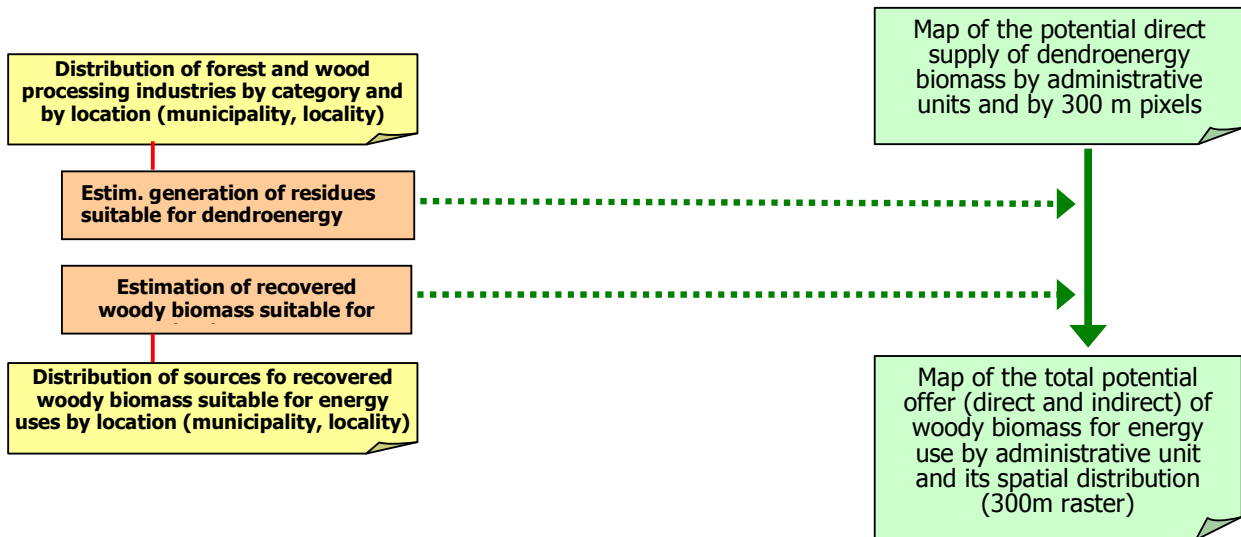 Distribution of forest and wood
processing industries by category and
by location (municipality, locality)
Estim. generation of residues
suitable for dendroenergy
Estimation of recovered
woody biomass suitable for
Distribution of sources fo recovered
woody biomass suitable for energy
uses by location (municipality, locality)
Map of the potential direct
supply of dendroenergy
biomass by administrative
units and by 300 m pixels
Map of the total potential
offer (direct and indirect) of
woody biomass for energy
use by administrative unit
and its spatial distribution
(300m raster)